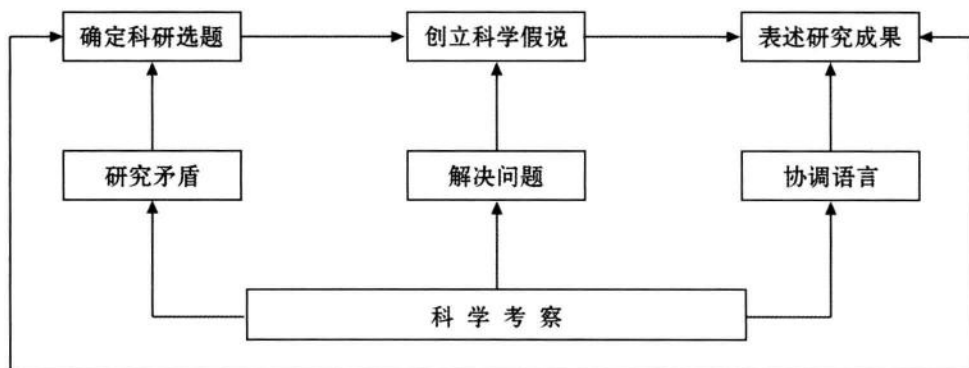 确定科研选题
创立科学假说
表述研究成果
研究矛盾
解决问题
协调语言
科学考察